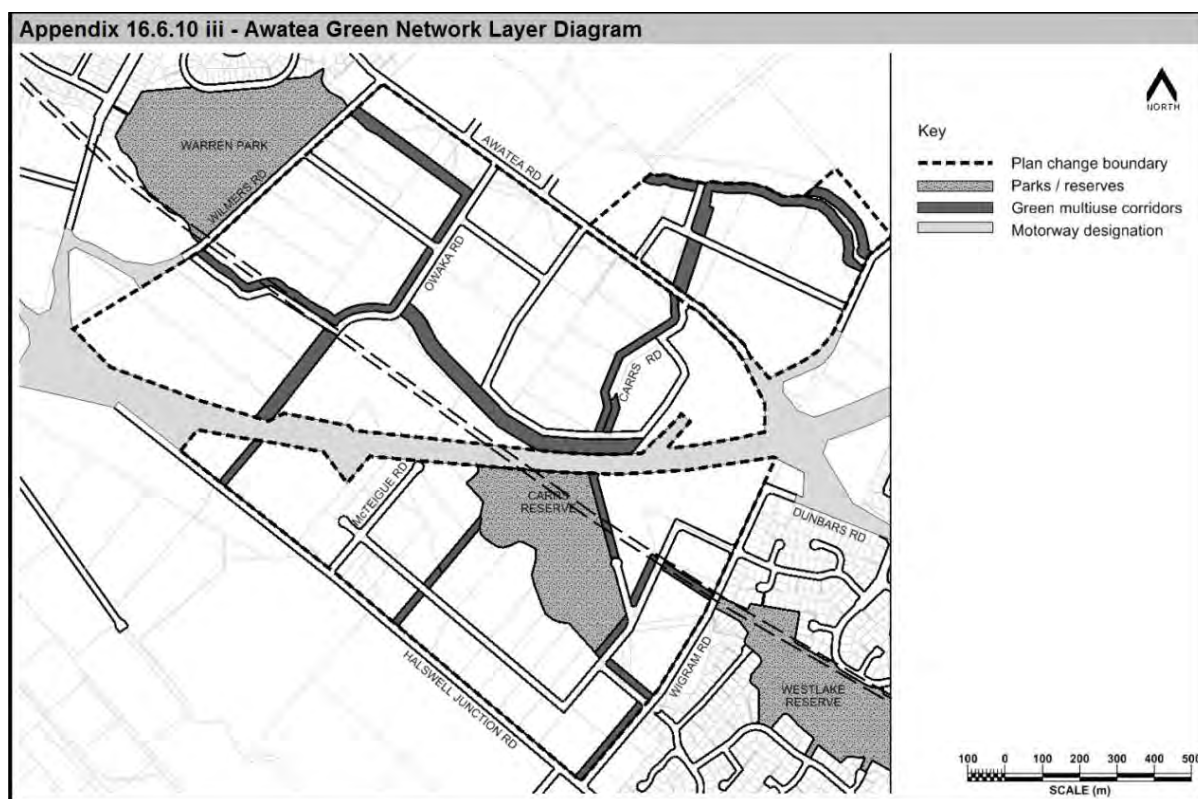 Appendix 16.6.10 iii - Awatea Green Network Layer Diagram
WARREN PARK
WILMERS RD
AWATEA RD
OWAKA RD
CARRS RD
McTEIGUE RD
CARRS
RESERVE
DUNBARS RD
HALSWELL JUNCTION RD
WIGRAM RD
WESTLAKE
RESERVE
NORTH
Key
Plan change boundary
Parks / reserves
Green multiuse corridors
Motorway designation
100 0 100 200 300 400 500
SCALE (m)